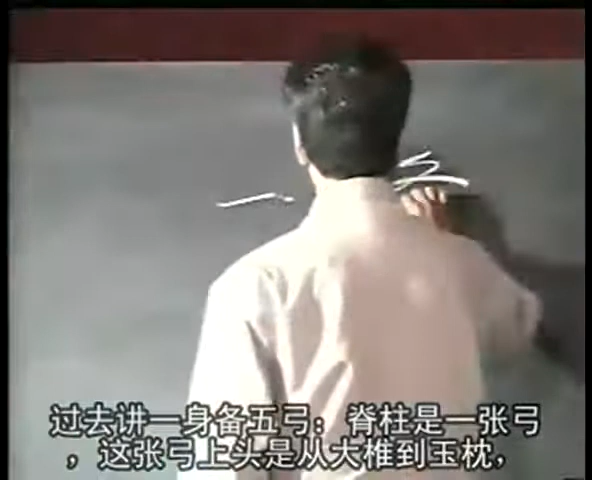 一
过去讲一身备五弓：脊柱是一张弓
，这张弓上头是从大椎到玉枕，